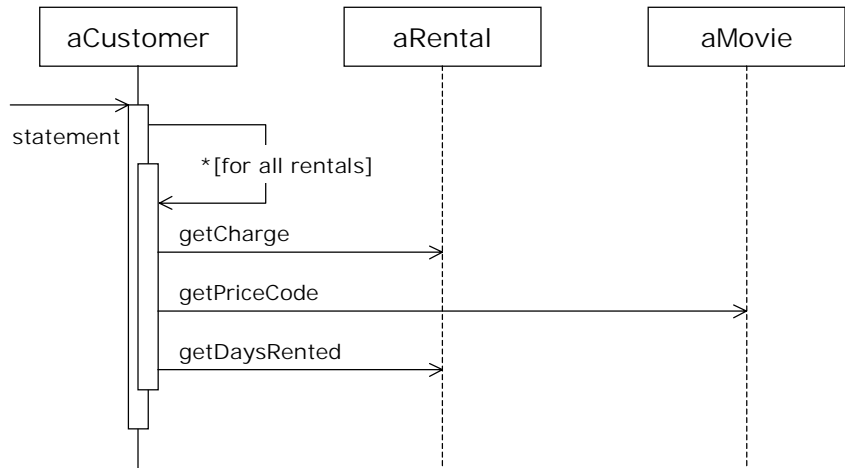 aCustomer
aRental
aMovie
statement
*[for all rentals]
getCharge
getPriceCode
getDaysRented